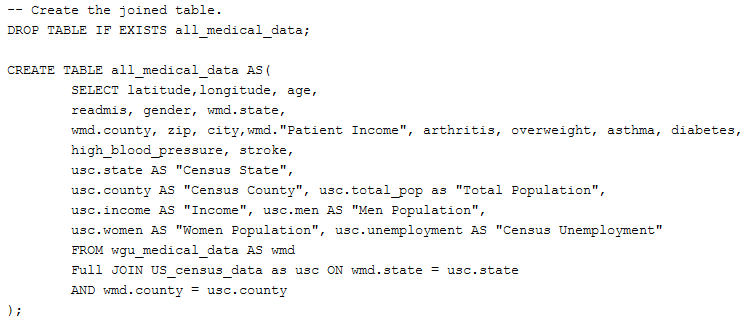 -- Create the joined table.
DROP TABLE IF EXISTS all_medical_data;
CREATE TABLE all_medical_data AS(
SELECT latitude,longitude, age,
readmis, gender, wmd.state,
wmd.county, zip, city,wmd."Patient Income", arthritis, overweight, asthma, diabetes,
high_blood_pressure, stroke,
usc.state AS "Census State",
usc.county AS "Census County", usc.total_pop as "Total Population",
usc.income AS "Income", usc.men AS "Men Population",
usc.women AS "Women Population", usc.unemployment AS "Census Unemployment"
FROM wgu_medical_data AS wmd
Full JOIN US_census_data as usc ON wmd.state = usc.state
AND wmd.county = usc.county
);